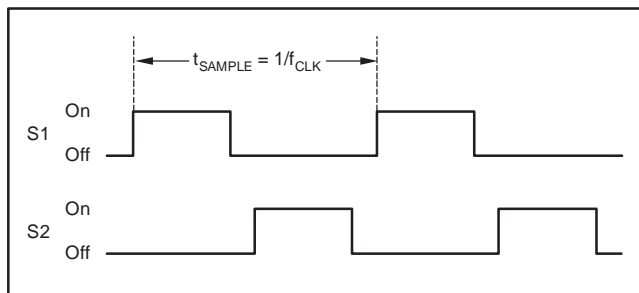 t_SAMPLE = 1/f_CLK
On
S1
Off
On
S2
Off